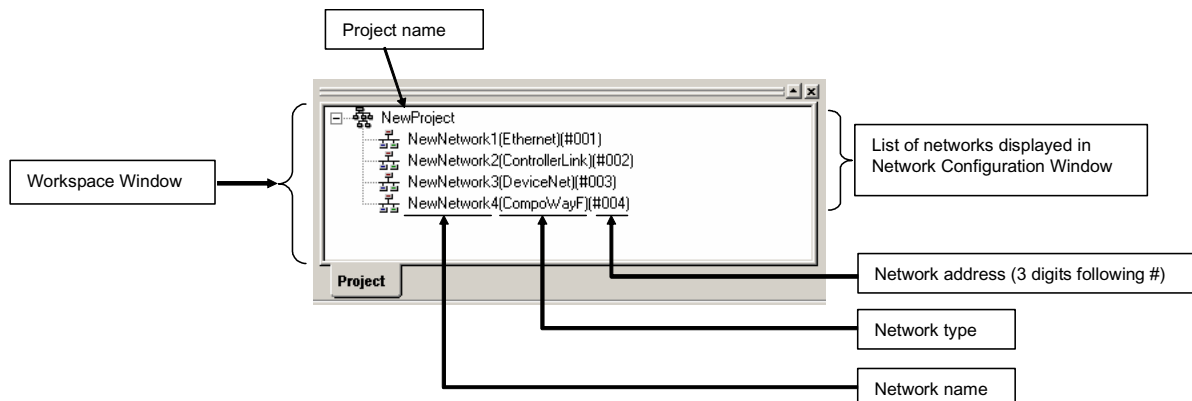 Project name
NewProject
NewNetwork1(Ethernet)(#001)
NewNetwork2(ControllerLink)(#002)
NewNetwork3(DeviceNet)(#003)
NewNetwork4(CompoWayF)(#004)
Project
Workspace Window
List of networks displayed in
Network Configuration Window
Network address (3 digits following #)
Network type
Network name